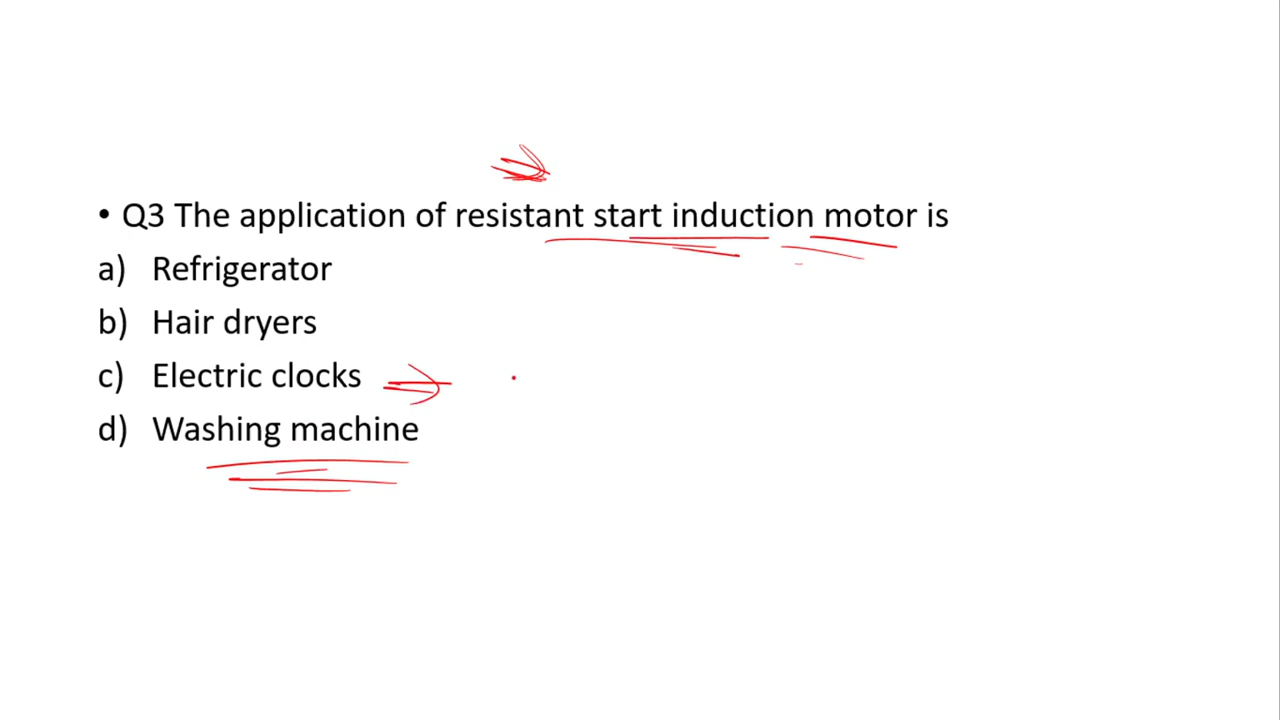 • Q3 The application of resistant start induction motor is
a) Refrigerator
b) Hair dryers
c) Electric clocks
d) Washing machine